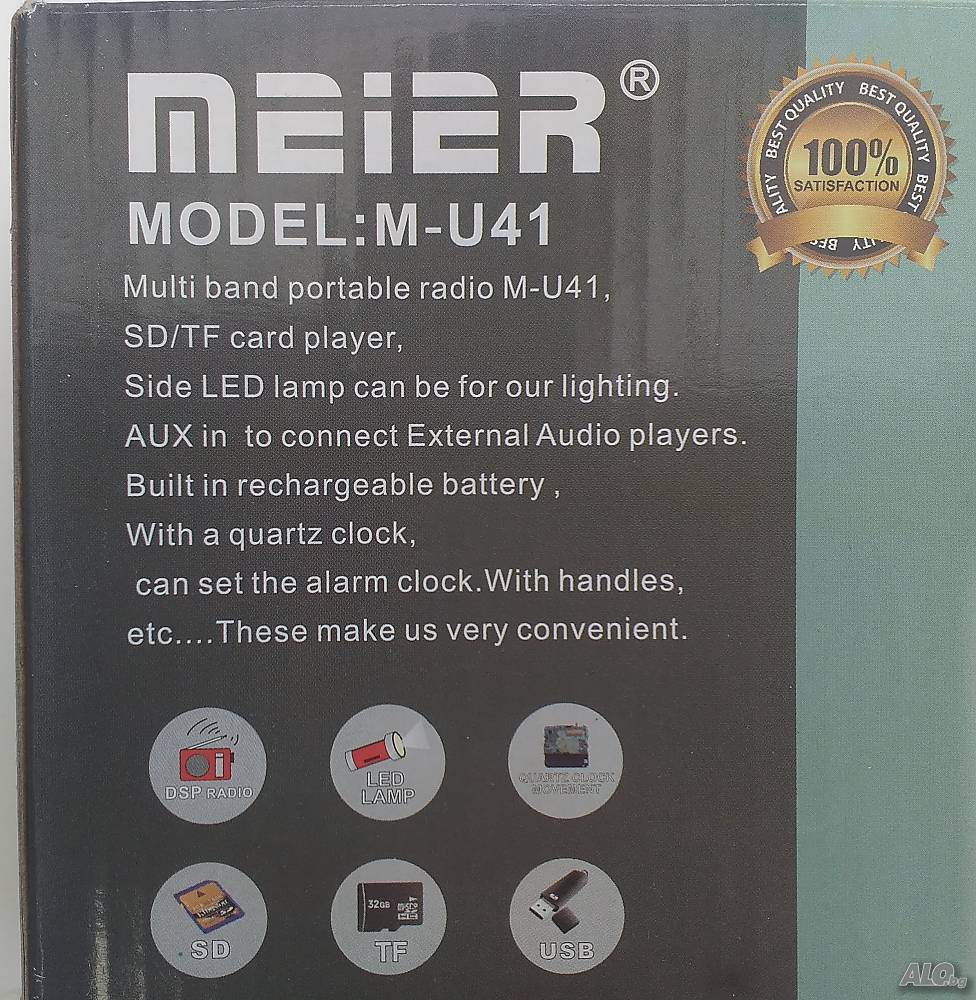 MEIER®
MODEL:M-U41
BEST QUALITY BEST QUALITY BEST
100%
SATISFACTION
Multi band portable radio M-U41,
SD/TF card player,
Side LED lamp can be for our lighting.
AUX in to connect External Audio players.
Built in rechargeable battery ,
With a quartz clock,
can set the alarm clock.With handles,
etc....These make us very convenient.
DSP RADIO
LED
LAMP
QUARTZ CLOCK
MOVEMENT
SD
32GB
TF
USB
ALO.bg